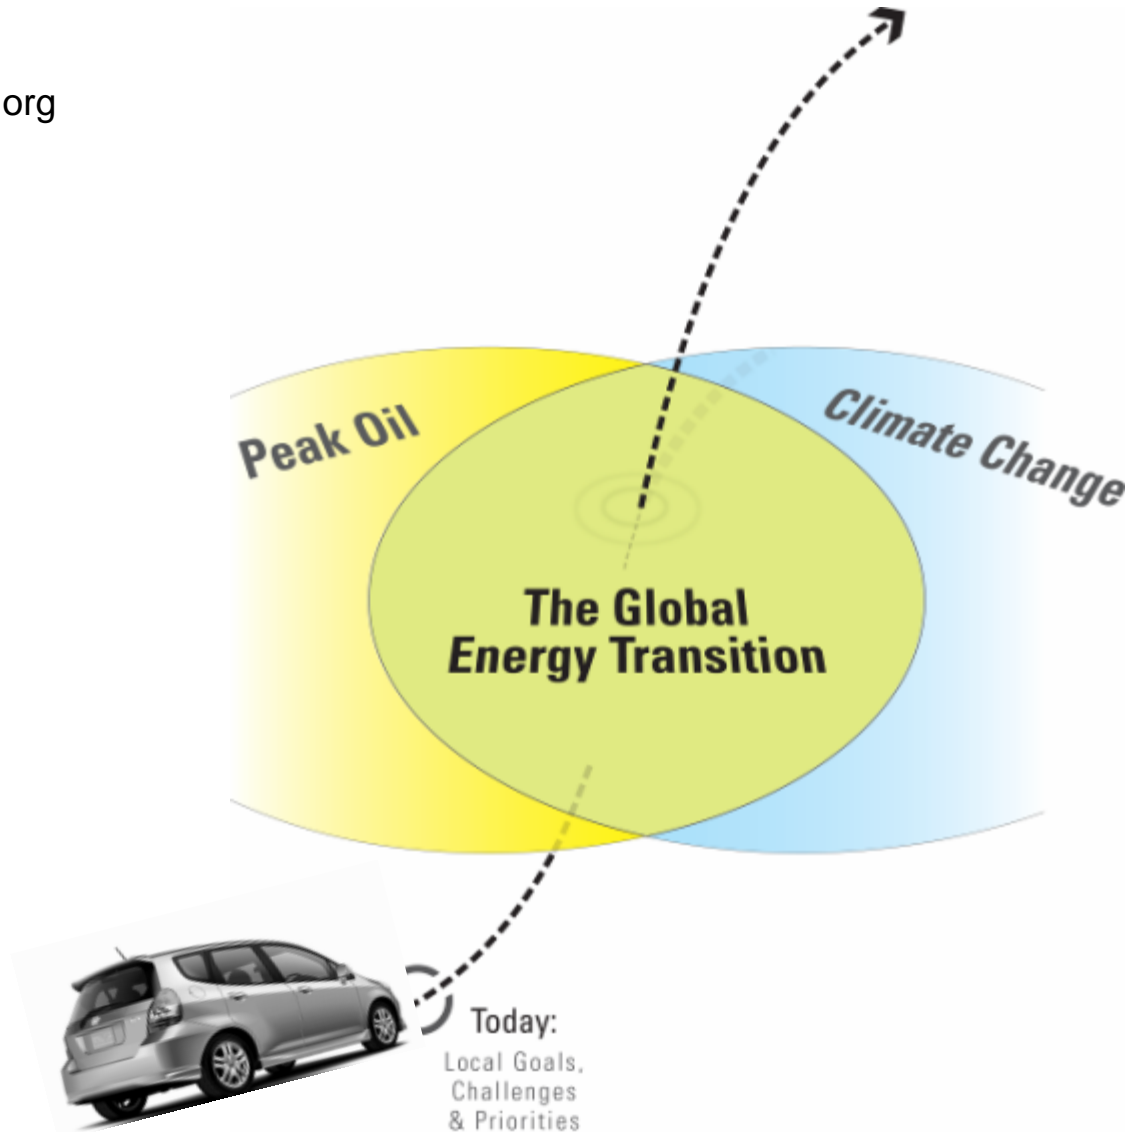 org
Peak Oil
Climate Change
The Global
Energy Transition
Today:
Local Goals,
Challenges
& Priorities